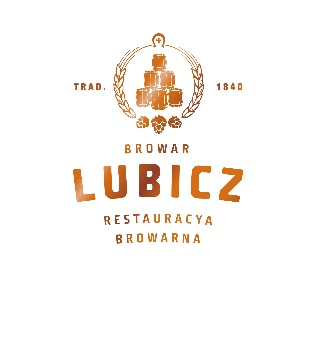 TRAD. 1840
BROWAR
LUBICZ
RESTAURACYA
BROWARNA